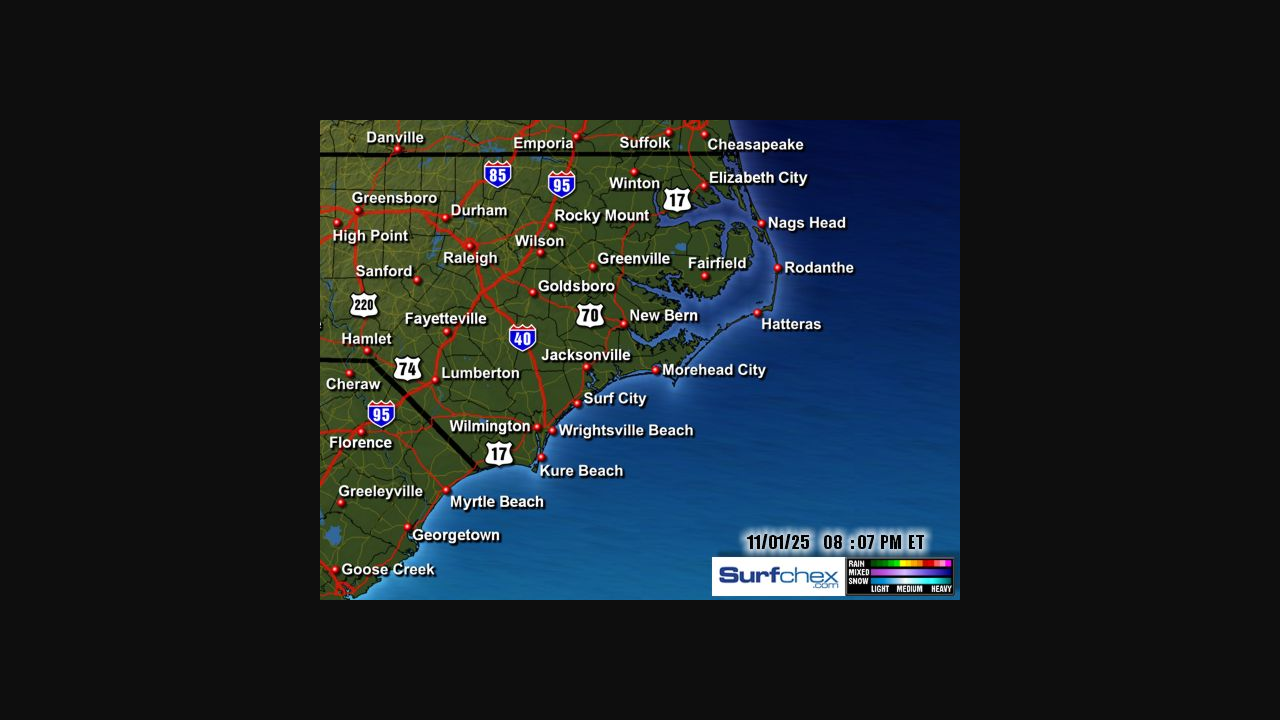 Danville
Emporia
Suffolk
Cheasapeake
85
95
Winton
Elizabeth City
17
Greensboro
Durham
Rocky Mount
Nags Head
High Point
Wilson
Raleigh
Greenville
Fairfield
Rodanthe
Sanford
Goldsboro
220
Fayetteville
70
New Bern
Hatteras
Hamlet
40
Jacksonville
74
Lumberton
Morehead City
Cheraw
Surf City
95
Wilmington
Wrightsville Beach
Florence
17
Kure Beach
Greeleyville
Myrtle Beach
Georgetown
11/01/25 08 :07 PM ET
Goose Creek
Surfchex
.com
RAIN
MIXED
SNOW
LIGHT MEDIUM HEAVY